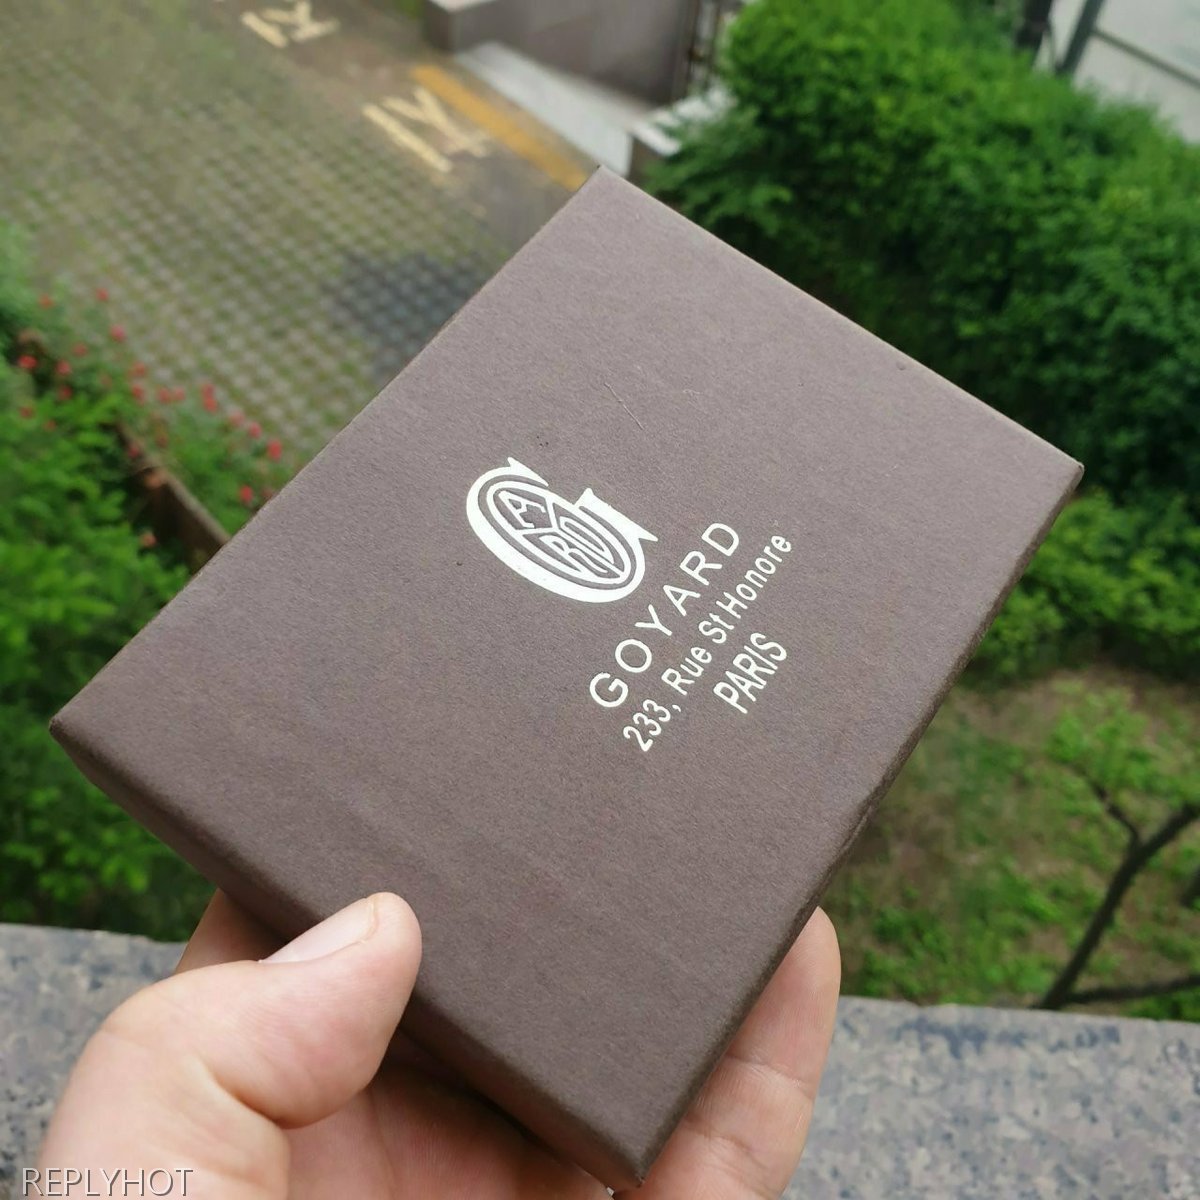 GOYARD
233, Rue St Honore
PARIS
REPLYHOT